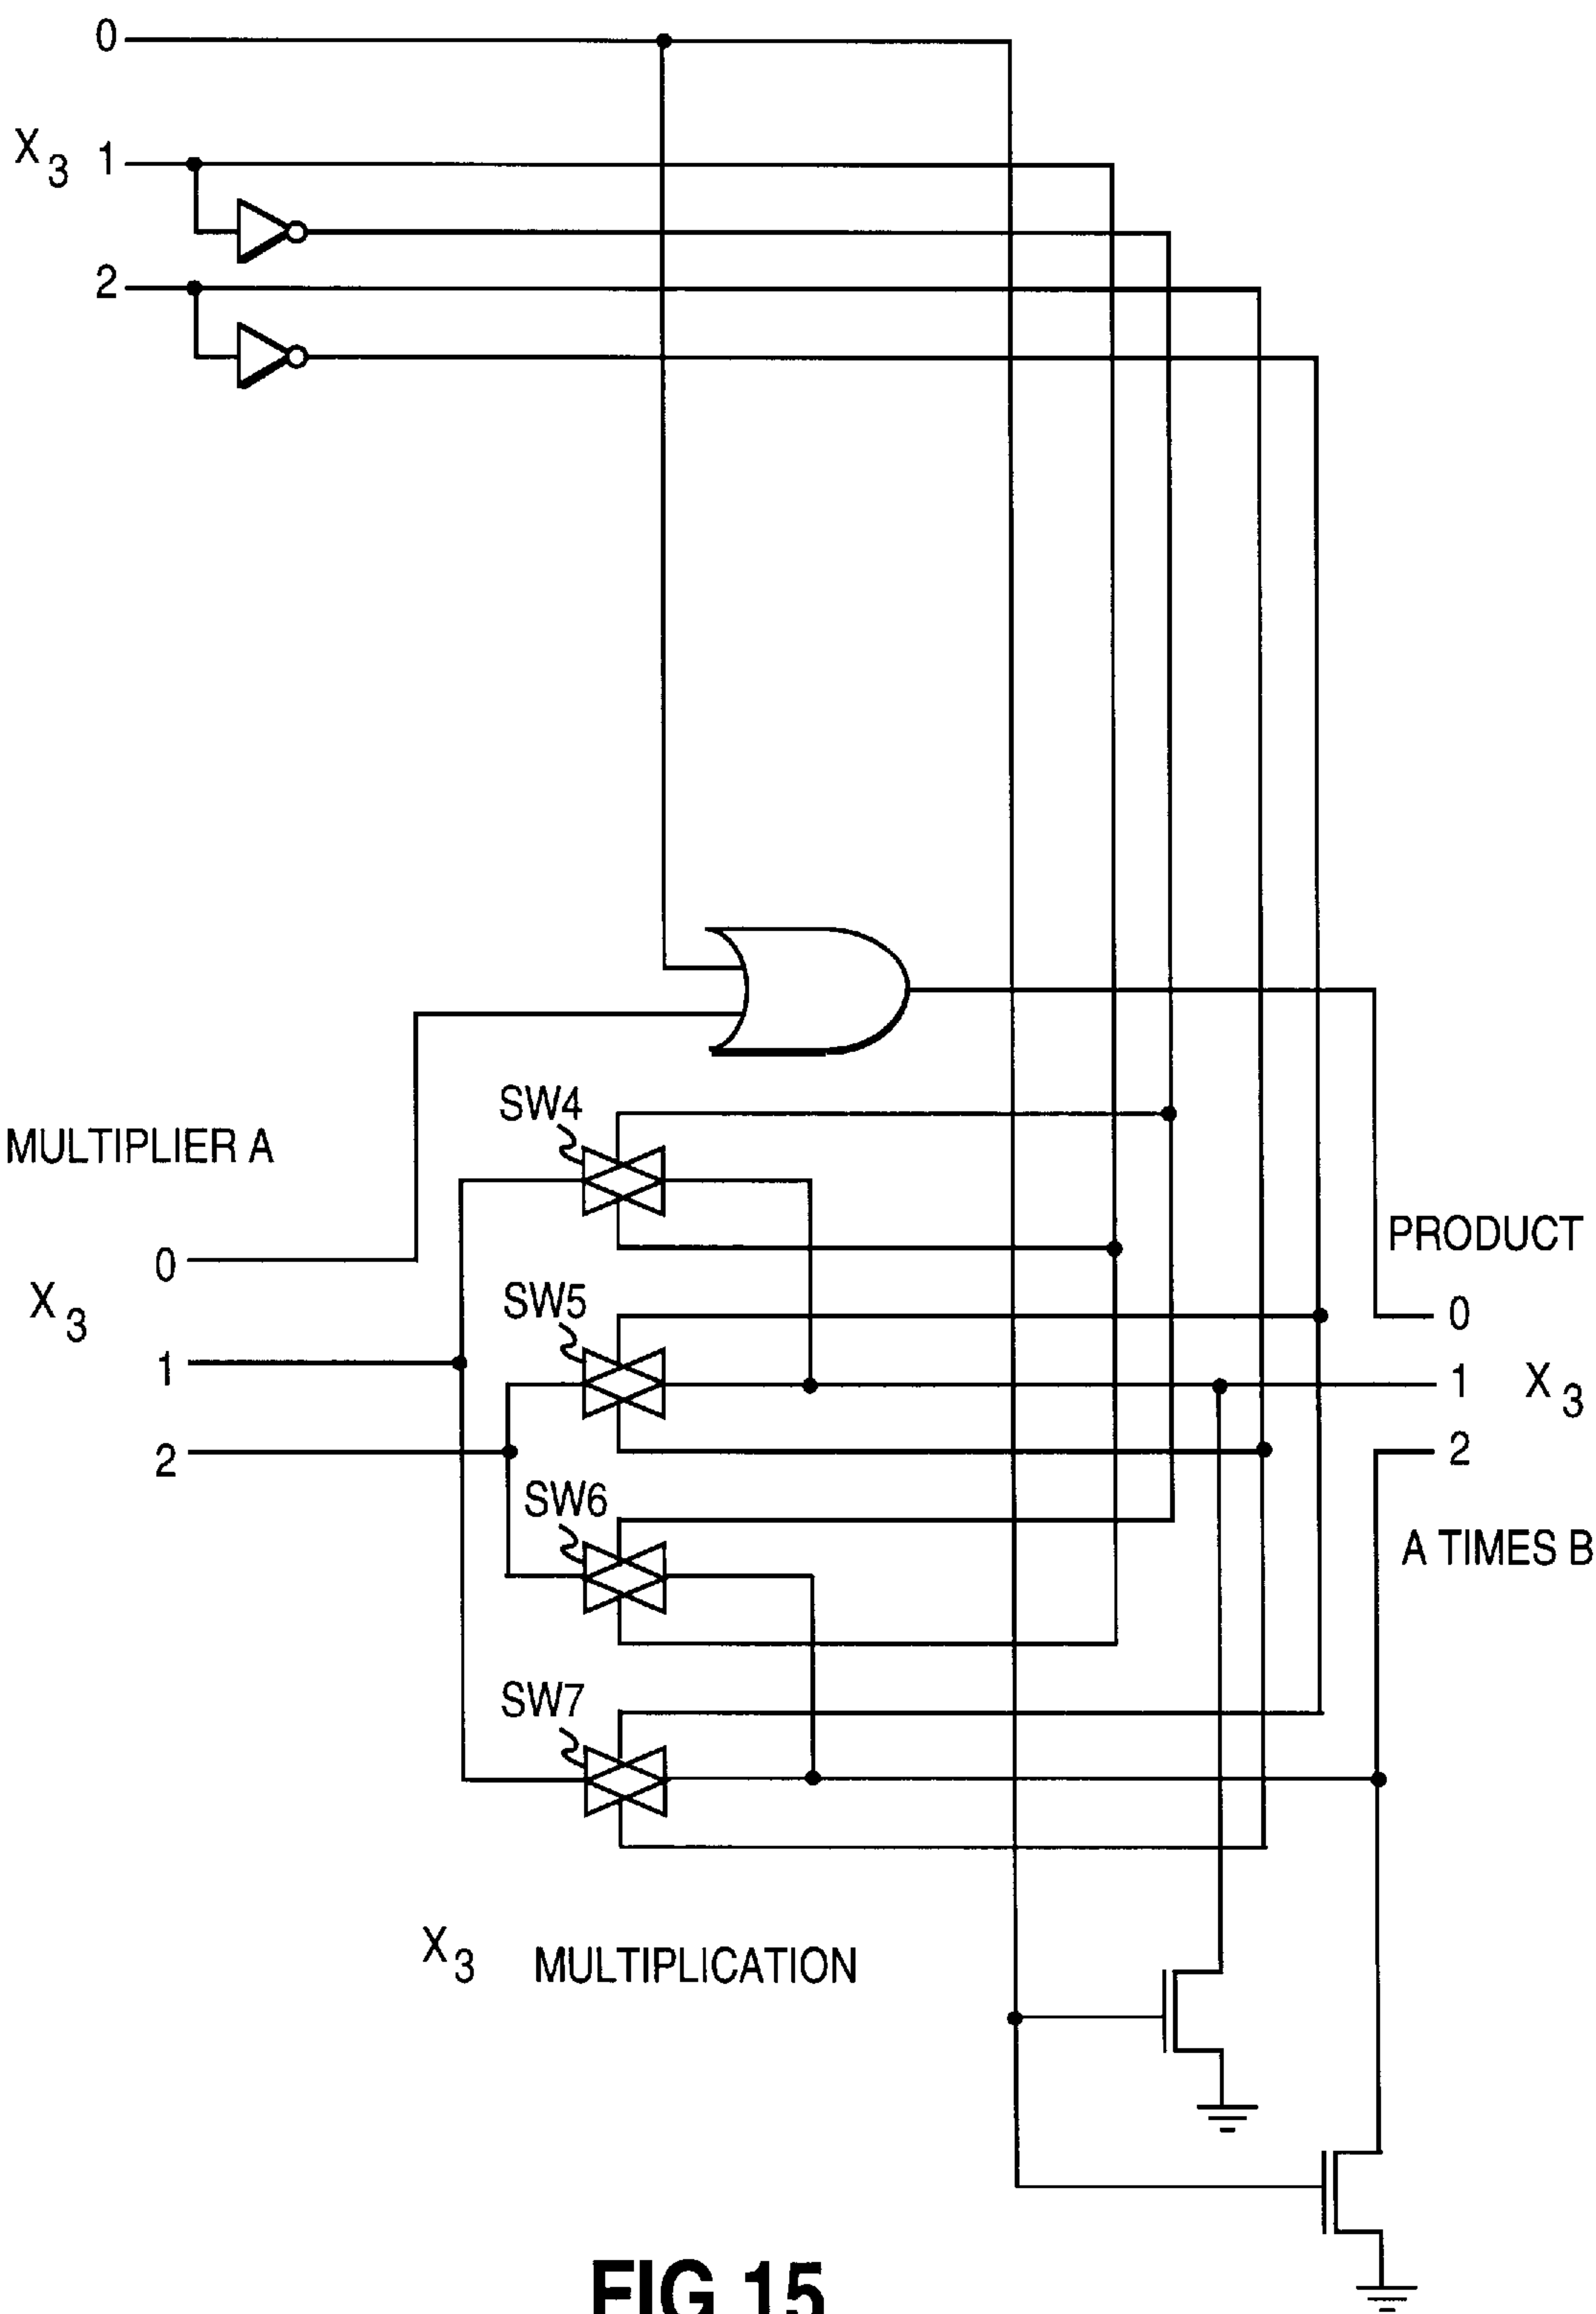 0
X3 1
2
SW4
MULTIPLIER A
PRODUCT
0
X3
SW5
0
1
1 X3
2
2
SW6
A TIMES B
SW7
X3 MULTIPLICATION
FIG 15